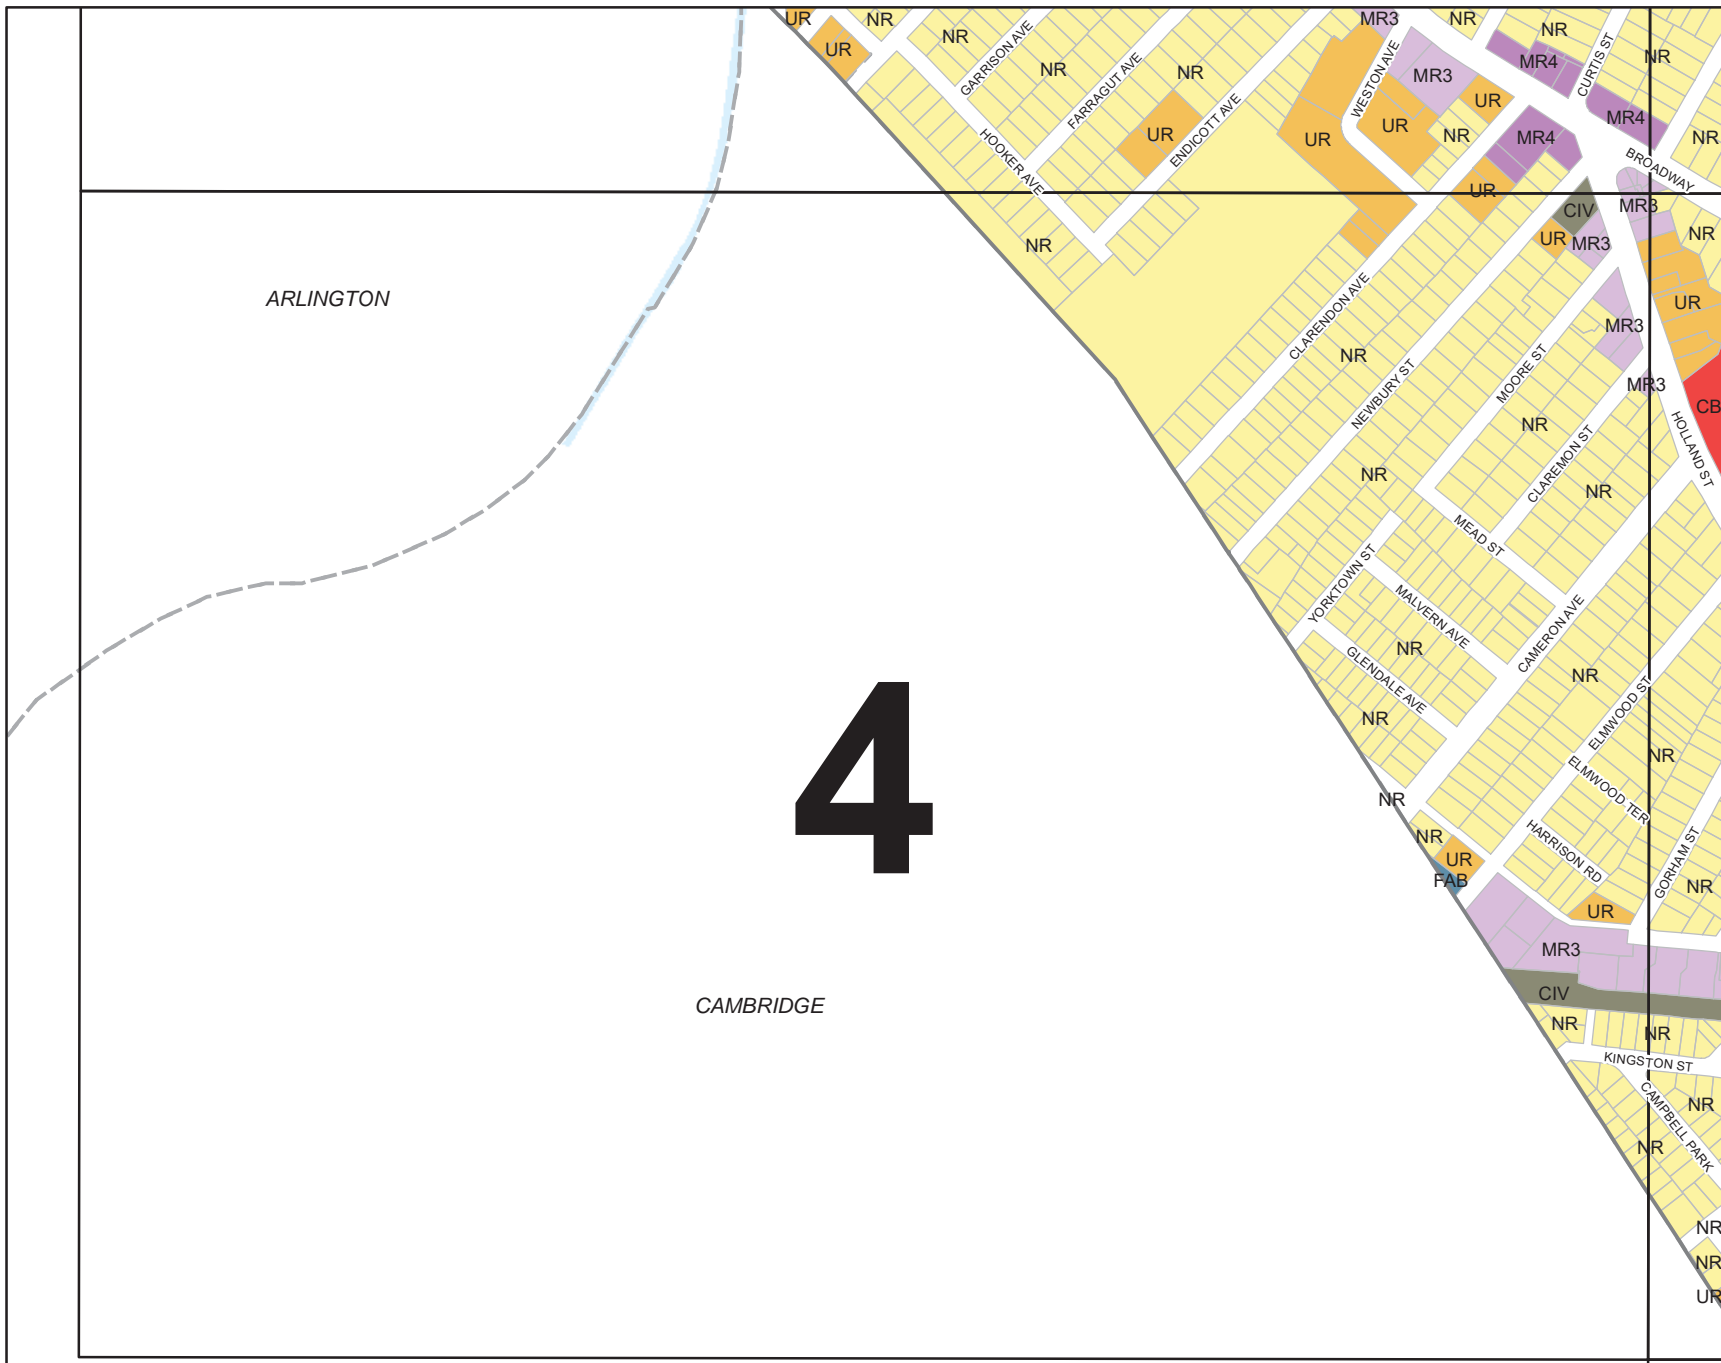 UR
NR
MR3
NR
NR
UR
NR
GARRISON AVE
NR
FARRAGUT AVE
NR
WESTON AVE
MR3
MR4
CURTIS ST
NR
UR
ENDICOTT AVE
UR
UR
UR
NR
MR4
MR4
NR
HOOKER AVE
BROADWAY
UR
CIV
MR3
NR
UR
MR3
NR
ARLINGTON
CLARENDON AVE
UR
MR3
NR
NEWBURY ST
MOORE ST
MR3
CB
NR
HOLLAND ST
NR
CLAREMON ST
NR
MEAD ST
YORKTOWN ST
MALVERN AVE
CAMERON AVE
NR
GLENDALE AVE
NR
NR
ELMWOOD ST
NR
4
ELMWOOD TER
NR
NR
HARRISON RD
GORHAM ST
UR
FAB
NR
UR
MR3
CIV
CAMBRIDGE
NR
NR
KINGSTON ST
CAMPBELL PARK
NR
NR
NR
NR
UR